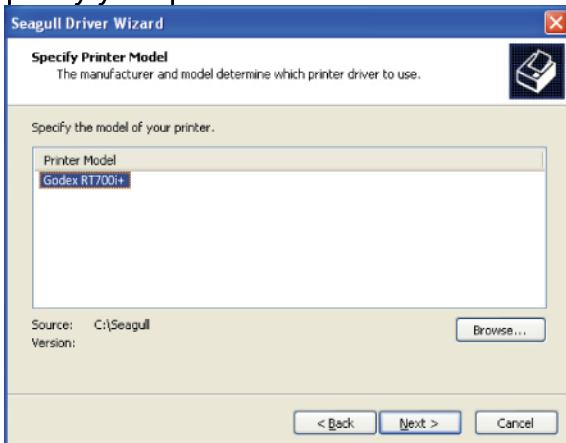 Seagull Driver Wizard
Specify Printer Model
The manufacturer and model determine which printer driver to use.
Specify the model of your printer.
Printer Model
Godex RT700i+
Source: C:\Seagull
Browse...
Version:
< Back Next > Cancel